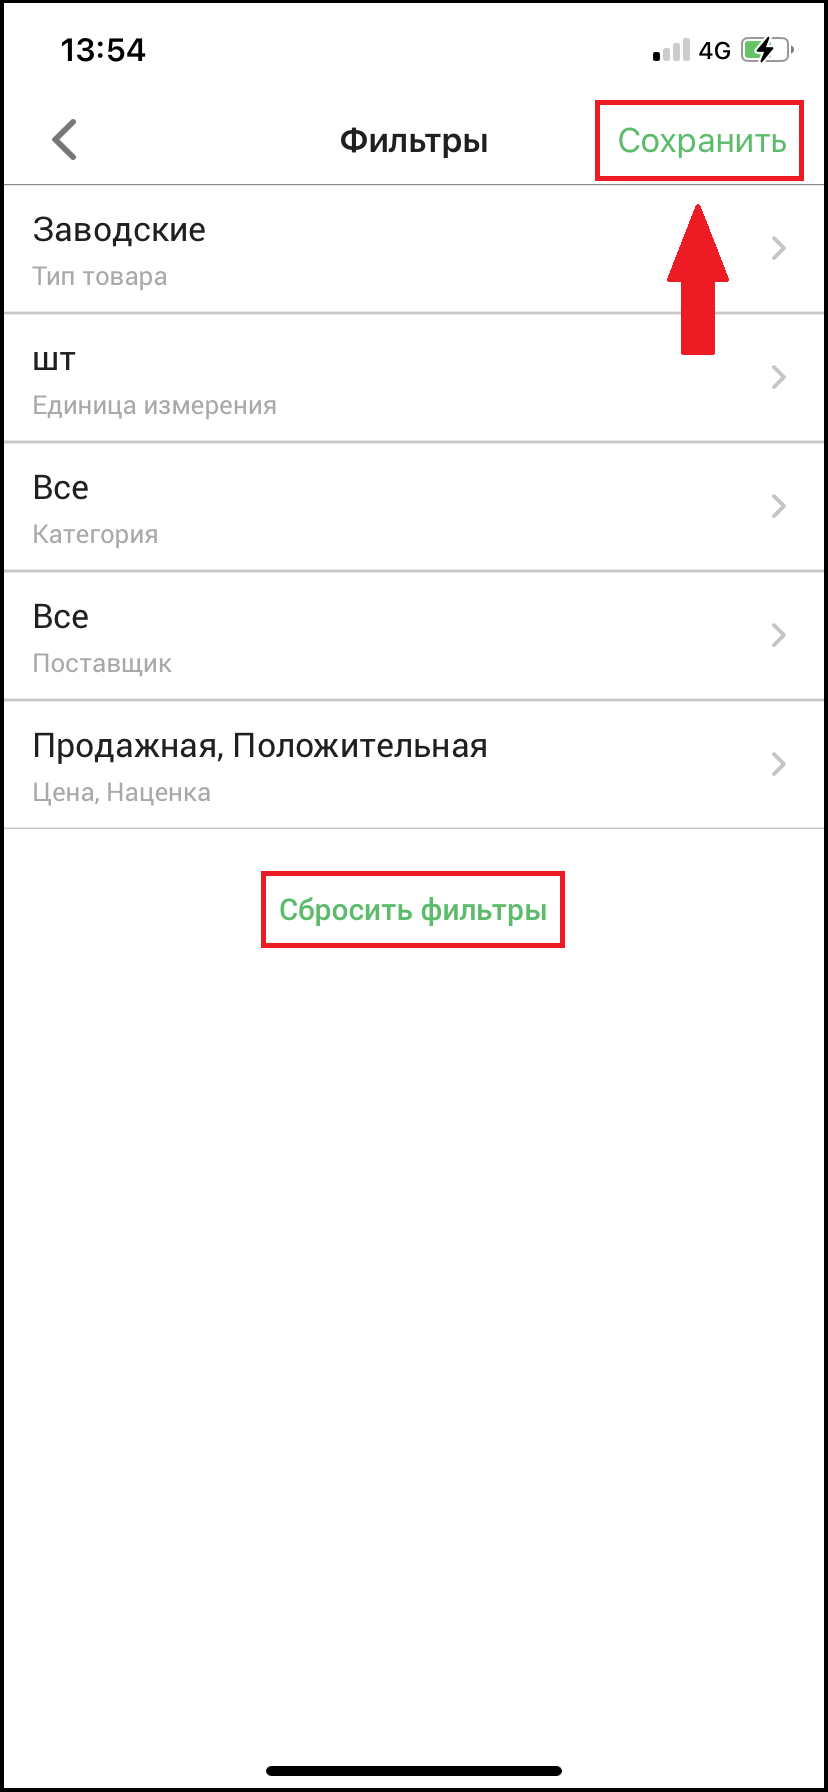 13:54
4G
Фильтры
Сохранить
Заводские
Тип товара
шт
Единица измерения
Все
Категория
Все
Поставщик
Продажная, Положительная
Цена, Наценка
Сбросить фильтры